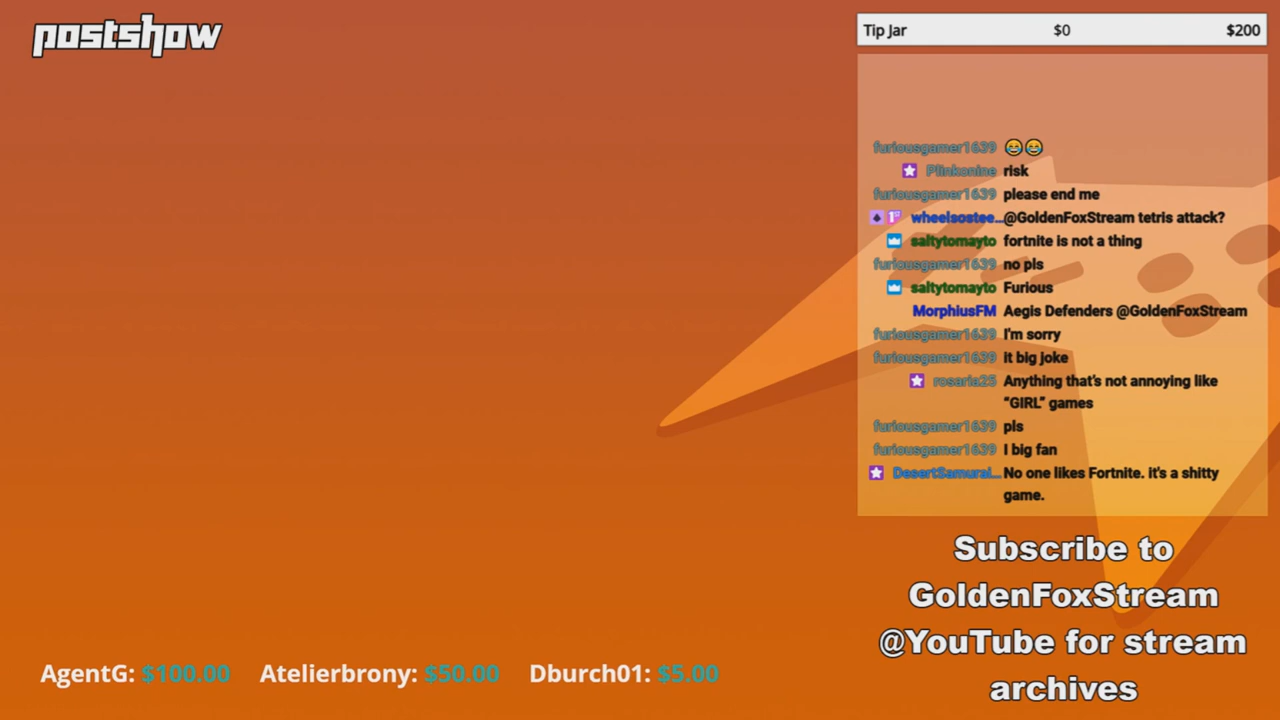 postshow
Tip Jar $0 $200
furiousgamer1639 😂😂
Plinkonine risk
furiousgamer1639 please end me
wheelsostee... @GoldenFoxStream tetris attack?
saltytomayto fortnite is not a thing
furiousgamer1639 no pls
saltytomayto Furious
MorphiusFM Aegis Defenders @GoldenFoxStream
furiousgamer1639 I'm sorry
furiousgamer1639 it big joke
rosaria25 Anything that's not annoying like
“GIRL” games
furiousgamer1639 pls
furiousgamer1639 I big fan
DesertSamurai... No one likes Fortnite. it's a shitty
game.
Subscribe to
GoldenFoxStream
@YouTube for stream
archives
AgentG: $100.00 Atelierbrony: $50.00 Dburch01: $5.00